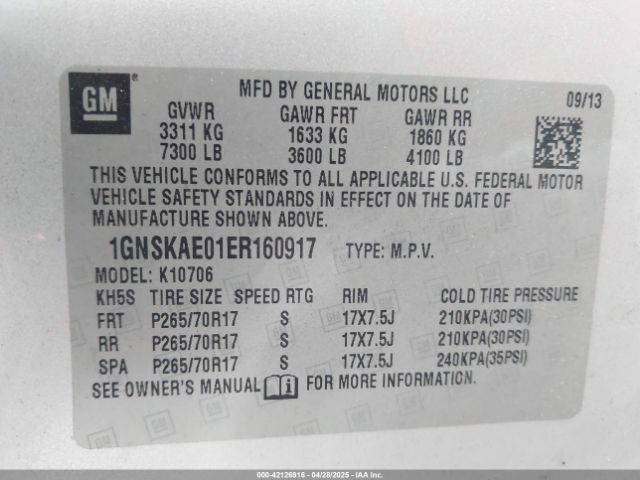 GM ®
MFD BY GENERAL MOTORS LLC 09/13
GVWR GAWR FRT GAWR RR
3311 KG 1633 KG 1860 KG
7300 LB 3600 LB 4100 LB
THIS VEHICLE CONFORMS TO ALL APPLICABLE U.S. FEDERAL MOTOR
VEHICLE SAFETY STANDARDS IN EFFECT ON THE DATE OF
MANUFACTURE SHOWN ABOVE.
1GNSKAE01ER160917 TYPE: M.P.V.
MODEL: K10706
KH5S TIRE SIZE SPEED RTG RIM COLD TIRE PRESSURE
FRT P265/70R17 S 17X7.5J 210KPA(30PSI)
RR P265/70R17 S 17X7.5J 210KPA(30PSI)
SPA P265/70R17 S 17X7.5J 240KPA(35PSI)
SEE OWNER'S MANUAL FOR MORE INFORMATION.
000-42126916 - 04/28/2025 - IAAI.COM